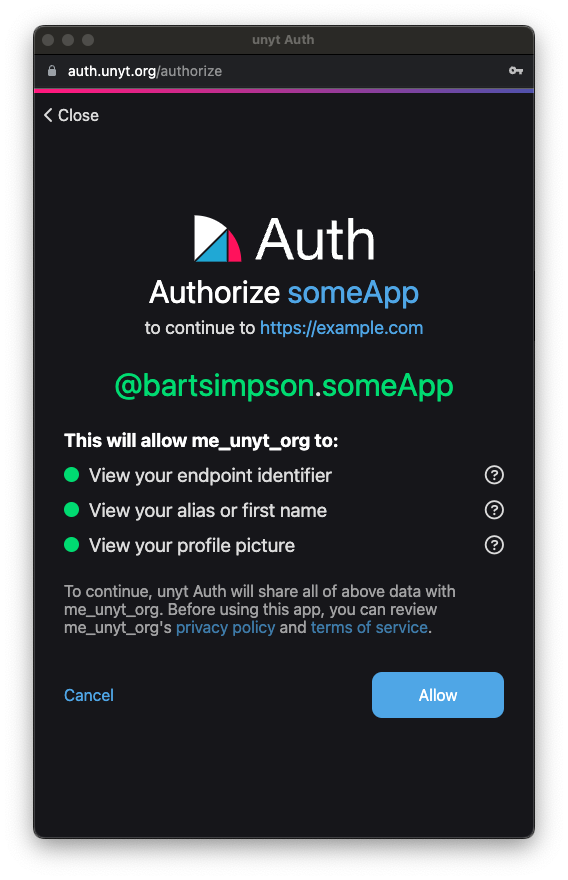 unyt Auth
auth.unyt.org/authorize
Close
Auth
Authorize someApp
to continue to https://example.com
@bartsimpson.someApp
This will allow me_unyt_org to:
View your endpoint identifier
View your alias or first name
View your profile picture
To continue, unyt Auth will share all of above data with
me_unyt_org. Before using this app, you can review
me_unyt_org's privacy policy and terms of service.
Cancel
Allow